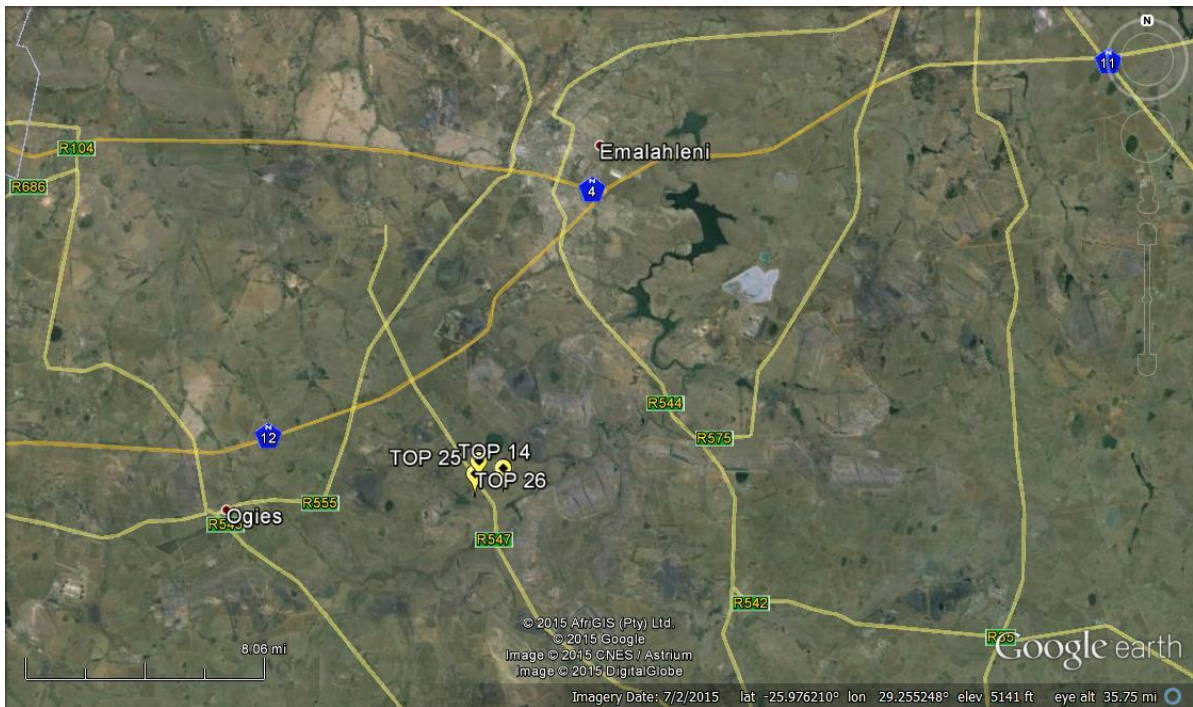 N
11
Emalahleni
R104
R686
N
4
R544
N
12
R575
TOP 25
TOP 14
TOP 26
R555
Ogies
R545
R547
R542
R35
© 2015 AfriGIS (Pty) Ltd.
© 2015 Google
Image © 2015 CNES / Astrium
Image © 2015 DigitalGlobe
Google earth
8.06 mi
Imagery Date: 7/2/2015 lat -25.976210° lon 29.255248° elev 5141 ft eye alt 35.75 mi